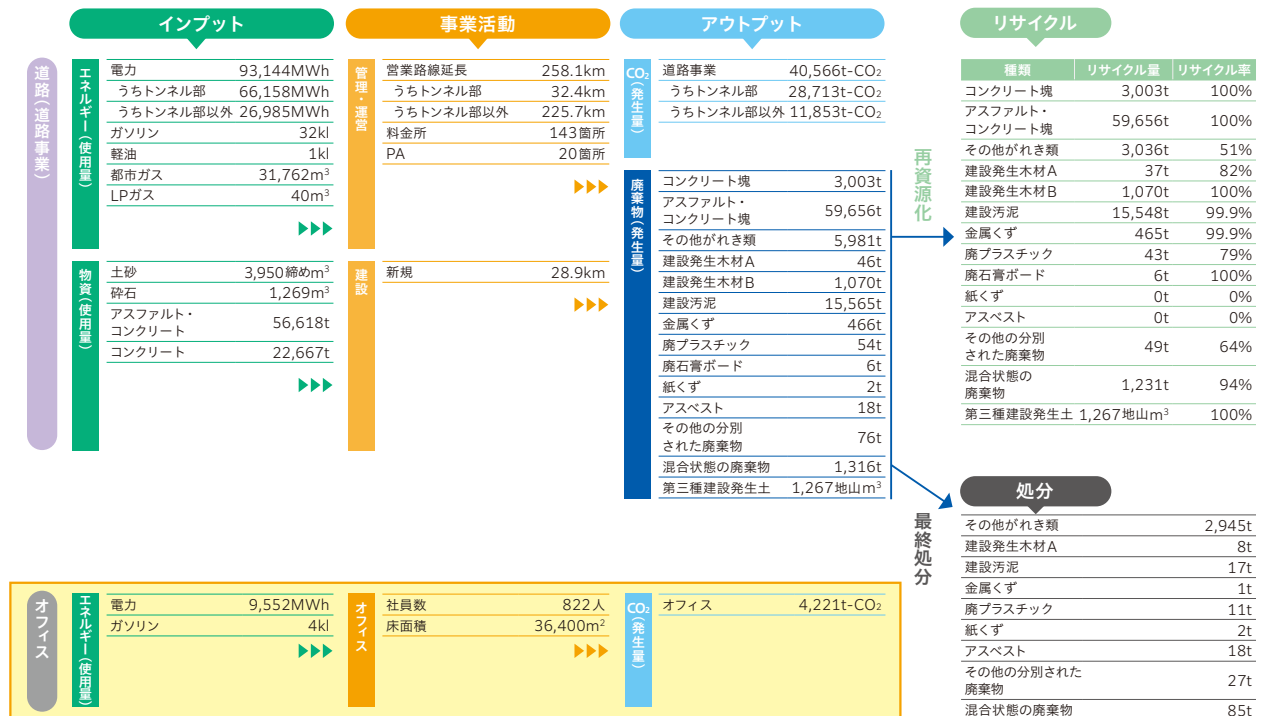 インプット
事業活動
アウトプット
リサイクル
道路（道路事業）
エネルギー（使用量）
電力 93,144MWh
うちトンネル部 66,158MWh
うちトンネル部以外 26,985MWh
ガソリン 32kl
軽油 1kl
都市ガス 31,762m³
LPガス 40m³
物資（使用量）
土砂 3,950締めm³
砕石 1,269m³
アスファルト・
コンクリート 56,618t
コンクリート 22,667t
管理・運営
営業路線延長 258.1km
うちトンネル部 32.4km
うちトンネル部以外 225.7km
料金所 143箇所
PA 20箇所
建設
新規 28.9km
CO₂（発生量）
道路事業 40,566t-CO₂
うちトンネル部 28,713t-CO₂
うちトンネル部以外 11,853t-CO₂
廃棄物（発生量）
コンクリート塊 3,003t
アスファルト・
コンクリート塊 59,656t
その他がれき類 5,981t
建設発生木材A 46t
建設発生木材B 1,070t
建設汚泥 15,565t
金属くず 466t
廃プラスチック 54t
廃石膏ボード 6t
紙くず 2t
アスベスト 18t
その他の分別
された廃棄物 76t
混合状態の廃棄物 1,316t
第三種建設発生土 1,267地山m³
再資源化
種類 リサイクル量 リサイクル率
コンクリート塊 3,003t 100%
アスファルト・
コンクリート塊 59,656t 100%
その他がれき類 3,036t 51%
建設発生木材A 37t 82%
建設発生木材B 1,070t 100%
建設汚泥 15,548t 99.9%
金属くず 465t 99.9%
廃プラスチック 43t 79%
廃石膏ボード 6t 100%
紙くず 0t 0%
アスベスト 0t 0%
その他の分別
された廃棄物 49t 64%
混合状態の
廃棄物 1,231t 94%
第三種建設発生土 1,267地山m³ 100%
最終処分
処分
その他がれき類 2,945t
建設発生木材A 8t
建設汚泥 17t
金属くず 1t
廃プラスチック 11t
紙くず 2t
アスベスト 18t
その他の分別された
廃棄物 27t
混合状態の廃棄物 85t
オフィス
エネルギー（使用量）
電力 9,552MWh
ガソリン 4kl
オフィス
社員数 822人
床面積 36,400m²
CO₂（発生量）
オフィス 4,221t-CO₂